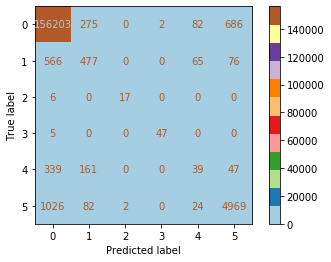 0 156203 275 0 2 82 686 140000
1 566 477 0 0 65 76 120000
2 6 0 17 0 0 0 100000
3 5 0 0 47 0 0 80000
4 339 161 0 0 39 47 60000
5 1026 82 2 0 24 4969 40000
20000
0
0 1 2 3 4 5
True label
Predicted label